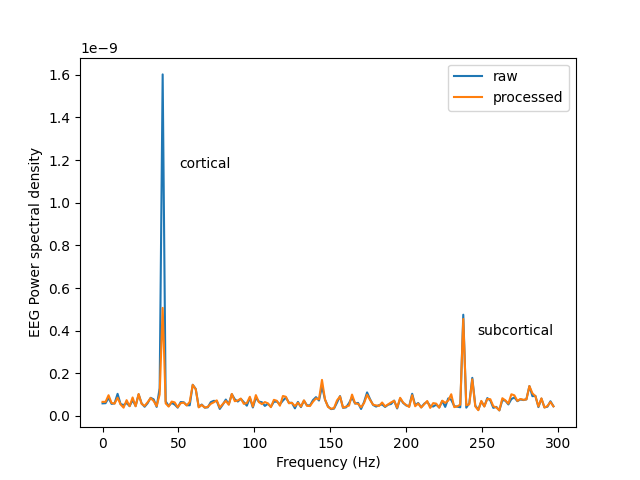 1e−9
raw
processed
1.6
1.4
1.2
1.0
0.8
0.6
0.4
0.2
0.0
EEG Power spectral density
cortical
subcortical
0 50 100 150 200 250 300
Frequency (Hz)